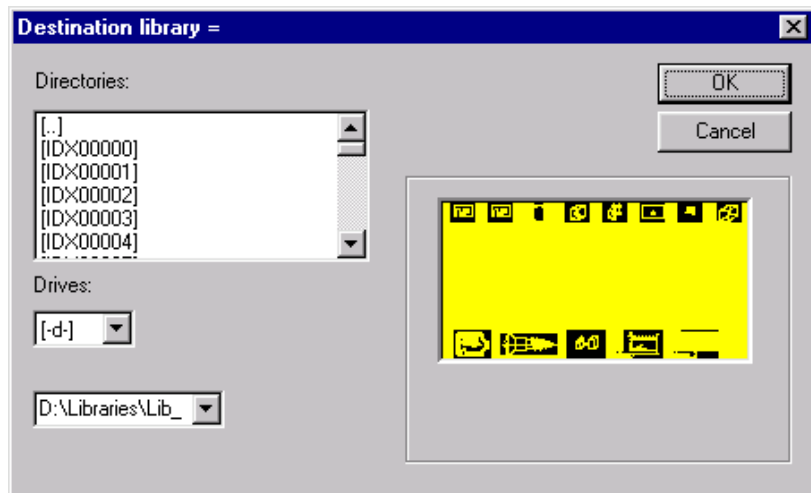 Destination library =
Directories:
OK
[..]
[IDX00000]
Cancel
[IDX00001]
[IDX00002]
[IDX00003]
[IDX00004]
Drives:
[-d-]
D:\Libraries\Lib_